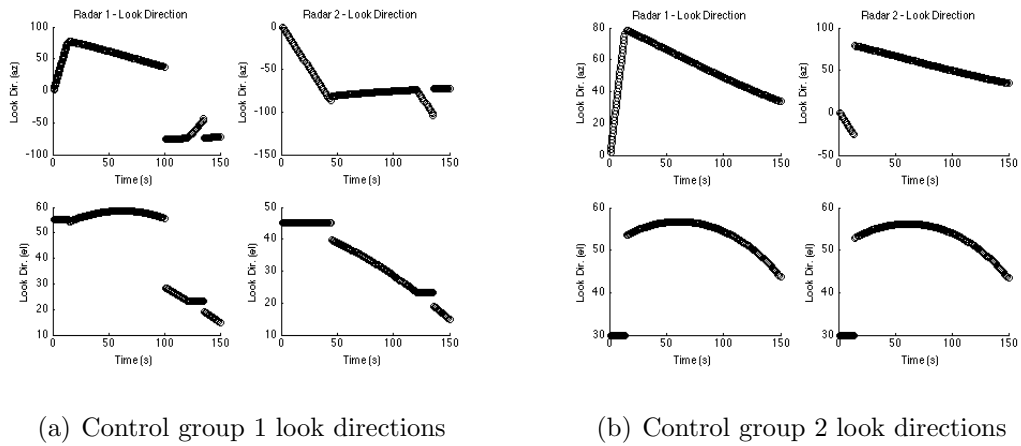 Radar 1 - Look Direction
Look Dir. (az)
100
50
0
-50
-100
0 50 100 150
Time (s)
Radar 2 - Look Direction
Look Dir. (az)
0
-50
-100
-150
0 50 100 150
Time (s)
Look Dir. (el)
60
50
40
30
20
10
0 50 100 150
Time (s)
Look Dir. (el)
50
40
30
20
10
0 50 100 150
Time (s)
(a) Control group 1 look directions
Radar 1 - Look Direction
Look Dir. (az)
80
60
40
20
0
0 50 100 150
Time (s)
Radar 2 - Look Direction
Look Dir. (az)
100
50
0
-50
0 50 100 150
Time (s)
Look Dir. (el)
60
50
40
30
0 50 100 150
Time (s)
Look Dir. (el)
60
50
40
30
0 50 100 150
Time (s)
(b) Control group 2 look directions